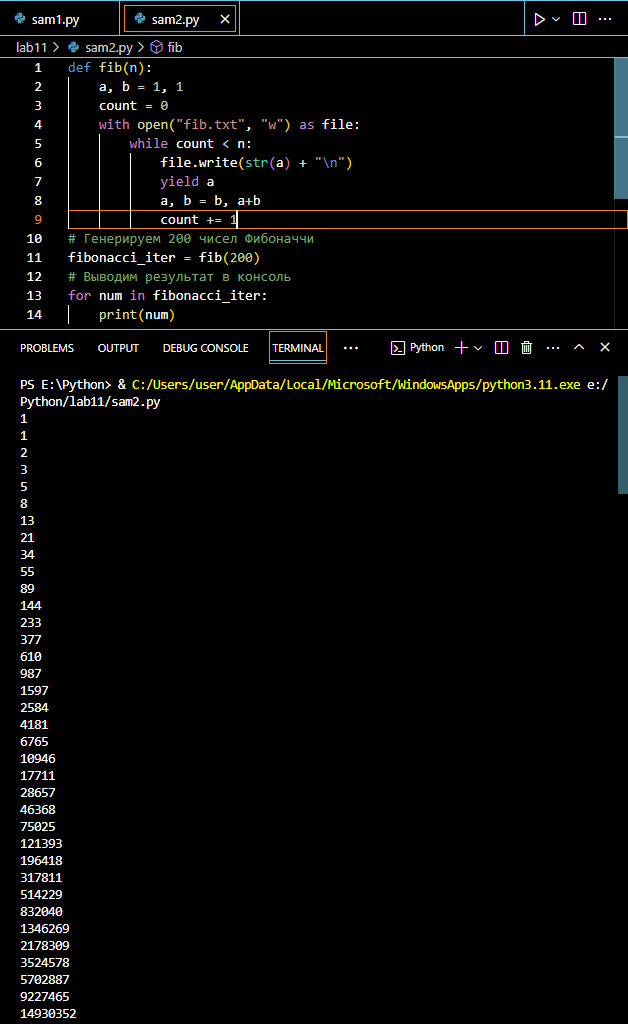 sam1.py sam2.py
lab11 > sam2.py > fib
1 def fib(n):
2 a, b = 1, 1
3 count = 0
4 with open("fib.txt", "w") as file:
5 while count < n:
6 file.write(str(a) + "\n")
7 yield a
8 a, b = b, a+b
9 count += 1
10 # Генерируем 200 чисел Фибоначчи
11 fibonacci_iter = fib(200)
12 # Выводим результат в консоль
13 for num in fibonacci_iter:
14 print(num)
PROBLEMS OUTPUT DEBUG CONSOLE TERMINAL ... Python
PS E:\Python> & C:/Users/user/AppData/Local/Microsoft/WindowsApps/python3.11.exe e:/
Python/lab11/sam2.py
1
1
2
3
5
8
13
21
34
55
89
144
233
377
610
987
1597
2584
4181
6765
10946
17711
28657
46368
75025
121393
196418
317811
514229
832040
1346269
2178309
3524578
5702887
9227465
14930352